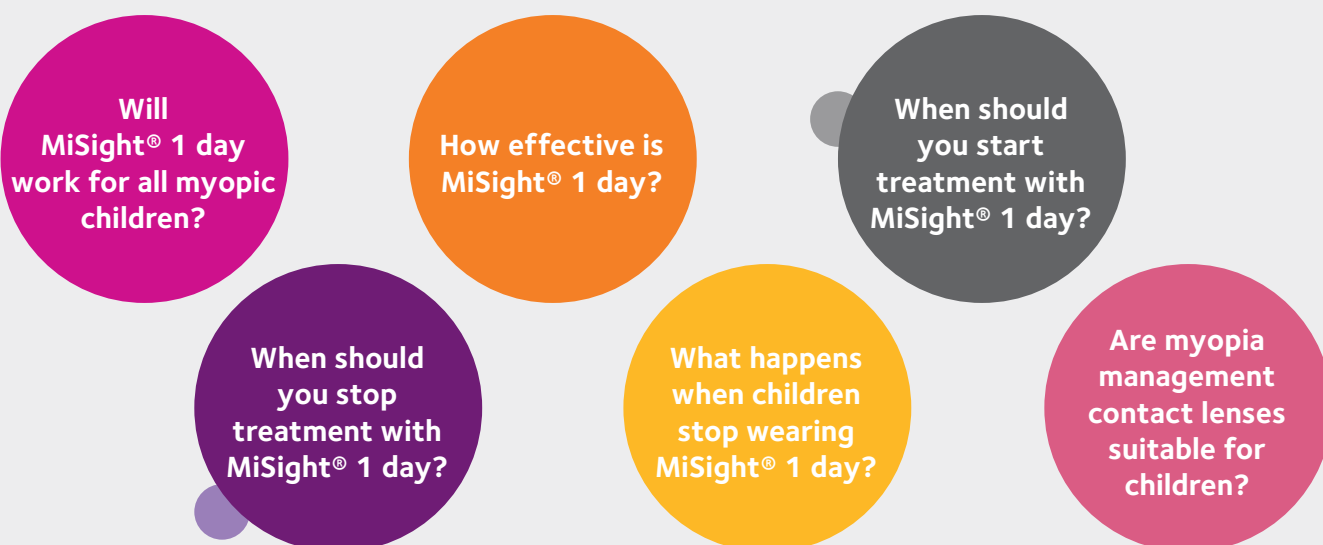 Will
MiSight® 1 day
work for all myopic
children?
How effective is
MiSight® 1 day?
When should
you start
treatment with
MiSight® 1 day?
When should
you stop
treatment with
MiSight® 1 day?
What happens
when children
stop wearing
MiSight® 1 day?
Are myopia
management
contact lenses
suitable for
children?